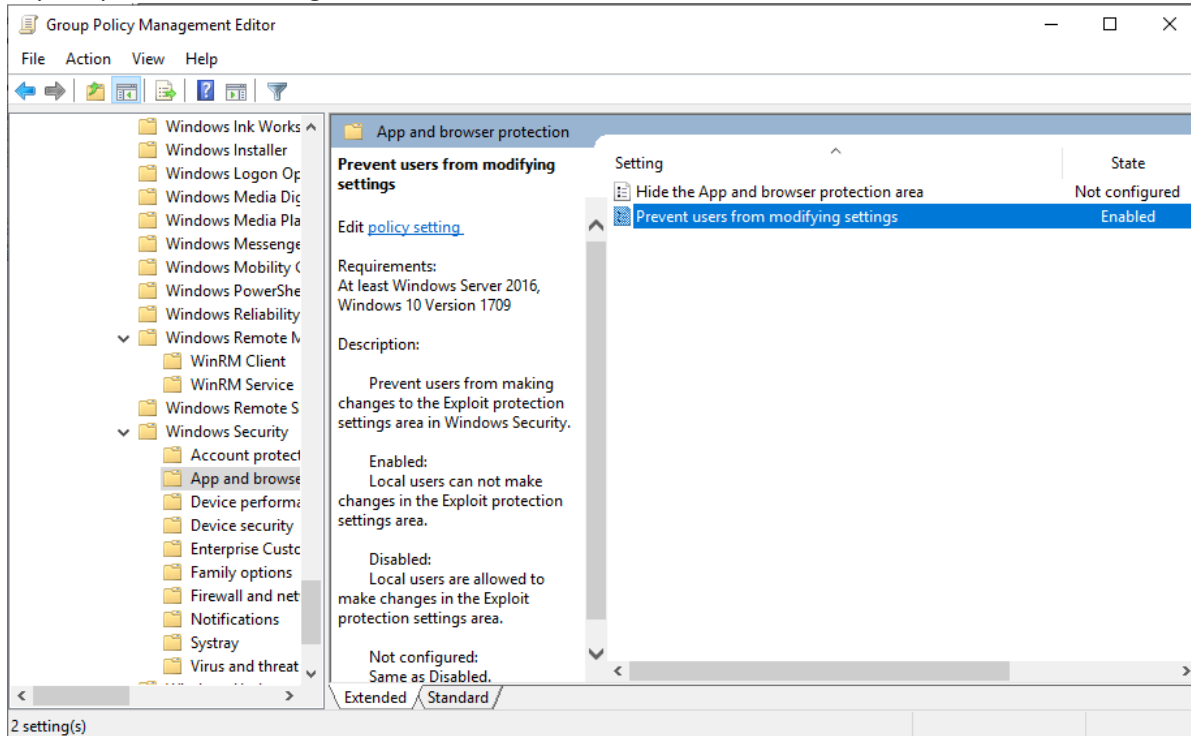 Group Policy Management Editor
File Action View Help
Windows Ink Works
Windows Installer
Windows Logon Op
Windows Media Dig
Windows Media Pla
Windows Messenge
Windows Mobility C
Windows PowerShe
Windows Reliability
Windows Remote M
WinRM Client
WinRM Service
Windows Remote S
Windows Security
Account protect
App and browse
Device performa
Device security
Enterprise Custo
Family options
Firewall and net
Notifications
Systray
Virus and threat
App and browser protection
Prevent users from modifying
settings
Edit policy setting
Requirements:
At least Windows Server 2016,
Windows 10 Version 1709
Description:
Prevent users from making
changes to the Exploit protection
settings area in Windows Security.
Enabled:
Local users can not make
changes in the Exploit protection
settings area.
Disabled:
Local users are allowed to
make changes in the Exploit
protection settings area.
Not configured:
Same as Disabled.
Setting State
Hide the App and browser protection area Not configured
Prevent users from modifying settings Enabled
Extended Standard
2 setting(s)